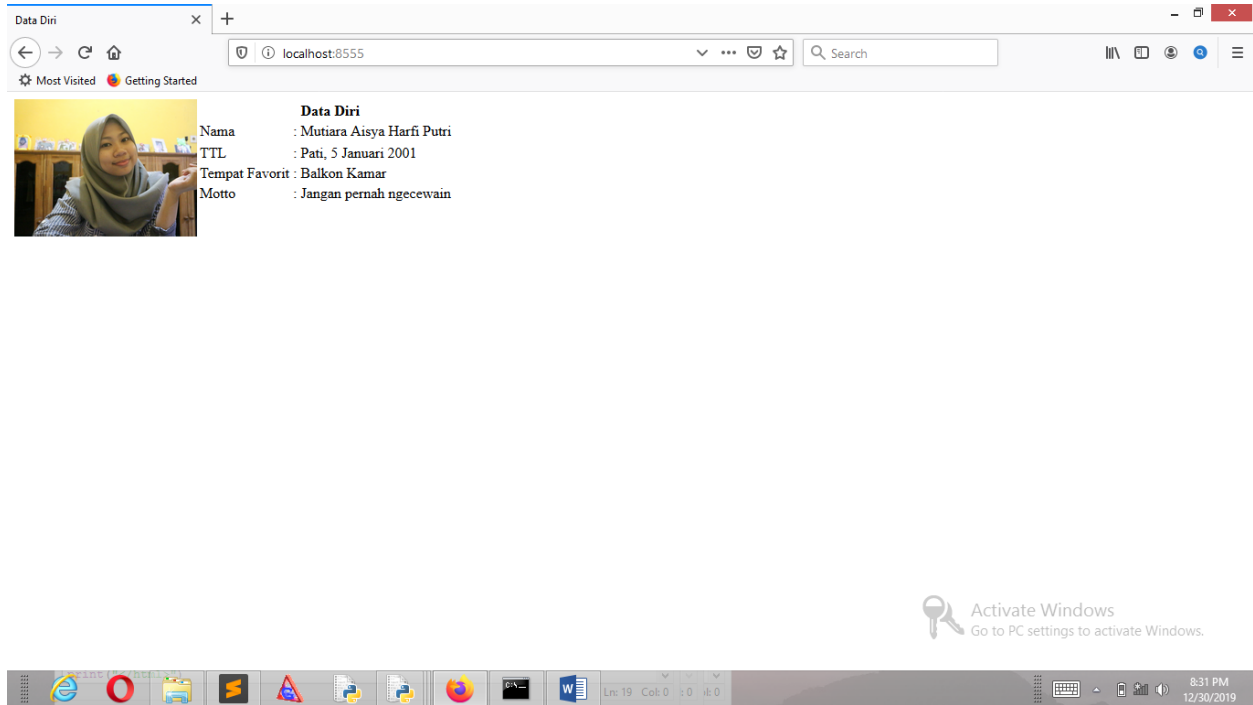 Data Diri
localhost:8555
Search
Most Visited Getting Started
Data Diri
Nama : Mutiara Aisya Harfi Putri
TTL : Pati, 5 Januari 2001
Tempat Favorit : Balkon Kamar
Motto : Jangan pernah ngecewain
Activate Windows
Go to PC settings to activate Windows.
Ln: 19 Col: 0
8:31 PM
12/30/2019